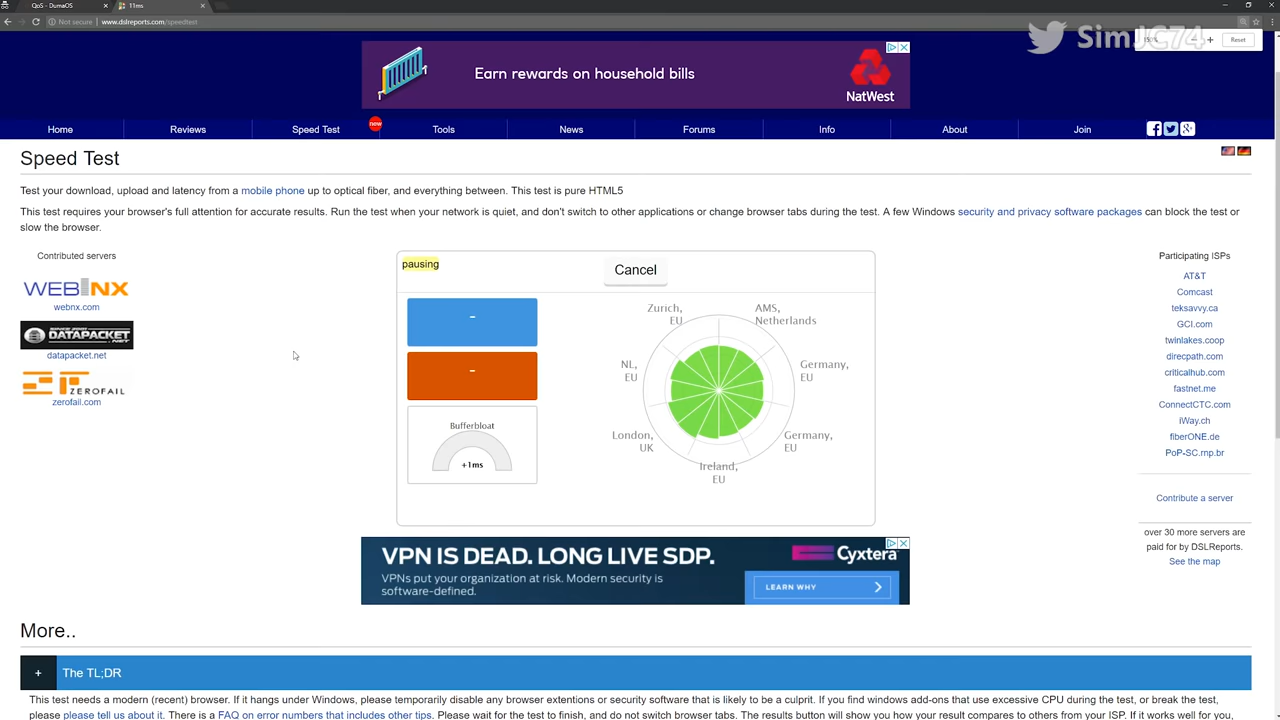 QoS - DumaOS
11ms
Not secure
www.dslreports.com/speedtest
SimJC74
150%
Reset
Earn rewards on household bills
NatWest
Home
Reviews
Speed Test
new
Tools
News
Forums
Info
About
Join
Speed Test
Test your download, upload and latency from a mobile phone up to optical fiber, and everything between. This test is pure HTML5
This test requires your browser's full attention for accurate results. Run the test when your network is quiet, and don't switch to other applications or change browser tabs during the test. A few Windows security and privacy software packages can block the test or
slow the browser.
Contributed servers
WEBNX
webnx.com
DATAPACKET
datapacket.net
ZEROFAIL
zerofail.com
pausing
Cancel
-
-
Bufferbloat
+1ms
Zurich,
EU
AMS,
Netherlands
NL,
EU
Germany,
EU
London,
UK
Germany,
EU
Ireland,
EU
Participating ISPs
AT&T
Comcast
teksavvy.ca
GCI.com
twinlakes.coop
direcpath.com
criticalhub.com
fastnet.me
ConnectCTC.com
iWay.ch
fiberONE.de
PoP-SC.rnp.br
Contribute a server
over 30 more servers are
paid for by DSLReports.
See the map
VPN IS DEAD. LONG LIVE SDP.
VPNs put your organization at risk. Modern security is
software-defined.
Cyxtera
LEARN WHY
More..
+ The TL;DR
This test needs a modern (recent) browser. If it hangs under Windows, please temporarily disable any browser extentions or security software that is likely to be a culprit. If you find windows add-ons that use excessive CPU during the test, or break the test,
please please tell us about it. There is a FAQ on error numbers that includes other tips. Please wait for the test to finish, and do not switch browser tabs. The results button will show you how your result compares to others from your ISP. If it works well for you,